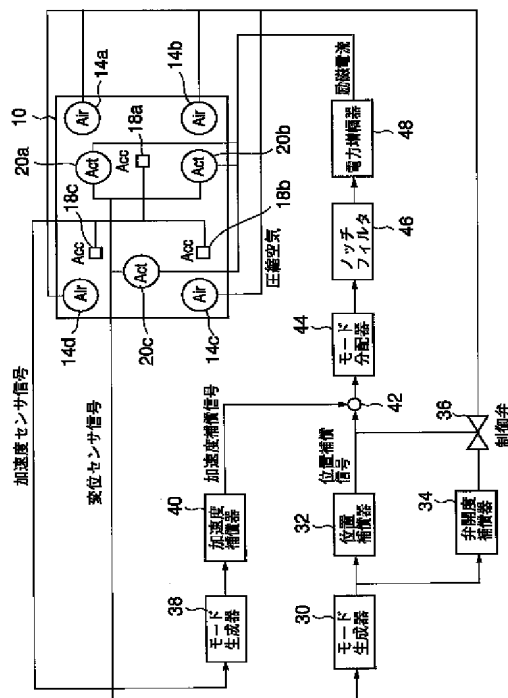 加速度センサ信号
変位センサ信号
10
20a
14a
Act
Air
Acc
18c
Acc
18a
14d
Air
Act
20c
Acc
18b
Act
20b
Air
14b
14c
Air
圧縮空気
励磁電流
加速度補償信号
38
モード
生成器
40
加速度
補償器
30
モード
生成器
32
位置
補償器
位置補償
信号
42
44
モード
分配器
46
ノッチ
フィルタ
48
電力増幅器
34
弁開度
補償器
36
制御弁